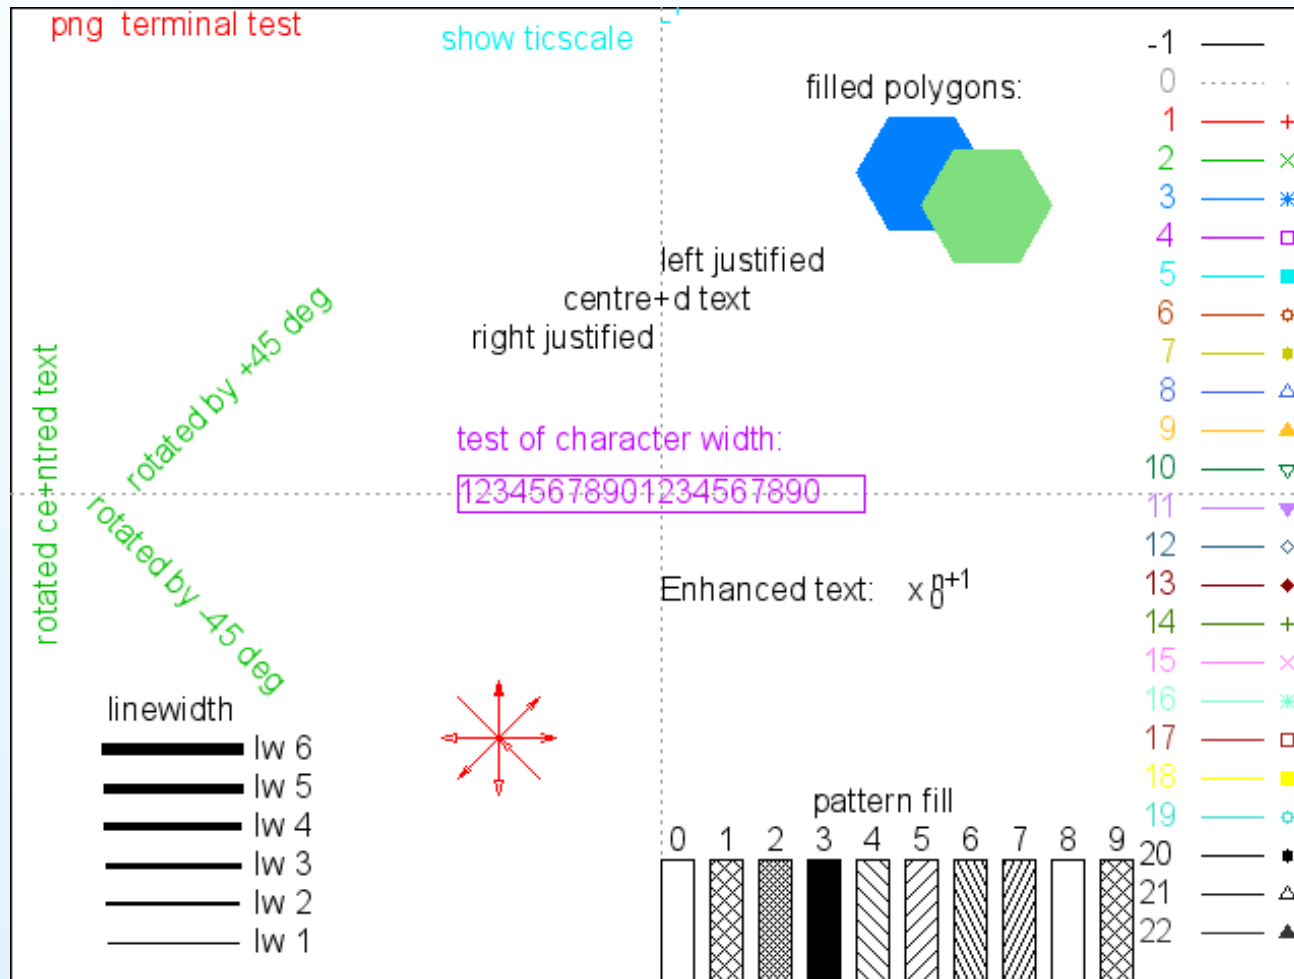 png  terminal test
show ticscale
filled polygons:
left justified
centre+d text
right justified
rotated ce+ntred text
rotated by +45 deg
rotated by -45 deg
test of character width:
12345678901234567890
Enhanced text:   x n+1 0
linewidth
lw 6
lw 5
lw 4
lw 3
lw 2
lw 1
pattern fill
0 1 2 3 4 5 6 7 8 9
-1
0
1
2
3
4
5
6
7
8
9
10
11
12
13
14
15
16
17
18
19
20
21
22